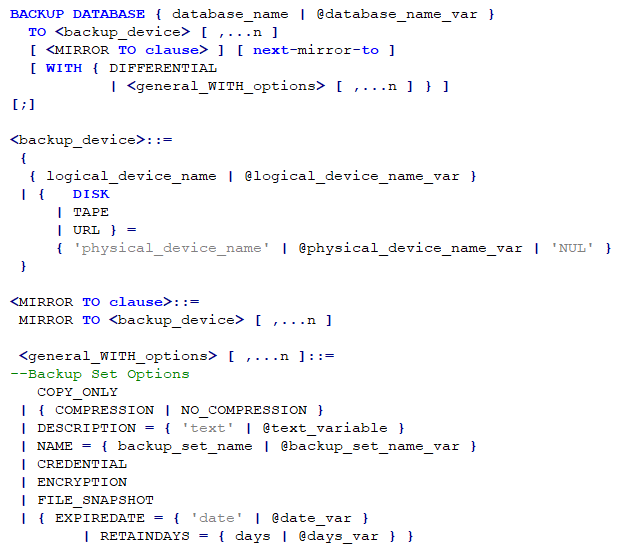 BACKUP DATABASE { database_name | @database_name_var }
  TO <backup_device> [ ,...n ]
  [ <MIRROR TO clause> ] [ next-mirror-to ]
  [ WITH { DIFFERENTIAL
           | <general_WITH_options> [ ,...n ] } ]
[;]

<backup_device>::=
 {
  { logical_device_name | @logical_device_name_var }
 | {   DISK
     | TAPE
     | URL } =
     { 'physical_device_name' | @physical_device_name_var | 'NUL' }
 }

<MIRROR TO clause>::=
 MIRROR TO <backup_device> [ ,...n ]

 <general_WITH_options> [ ,...n ]::=
--Backup Set Options
   COPY_ONLY
 | { COMPRESSION | NO_COMPRESSION }
 | DESCRIPTION = { 'text' | @text_variable }
 | NAME = { backup_set_name | @backup_set_name_var }
 | CREDENTIAL
 | ENCRYPTION
 | FILE_SNAPSHOT
 | { EXPIREDATE = { 'date' | @date_var }
        | RETAINDAYS = { days | @days_var } }